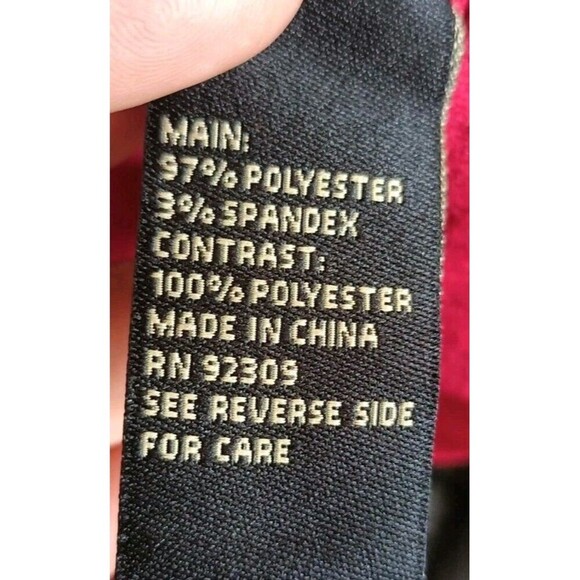 MAIN:
97% POLYESTER
3% SPANDEX
CONTRAST:
100% POLYESTER
MADE IN CHINA
RN 92309
SEE REVERSE SIDE
FOR CARE